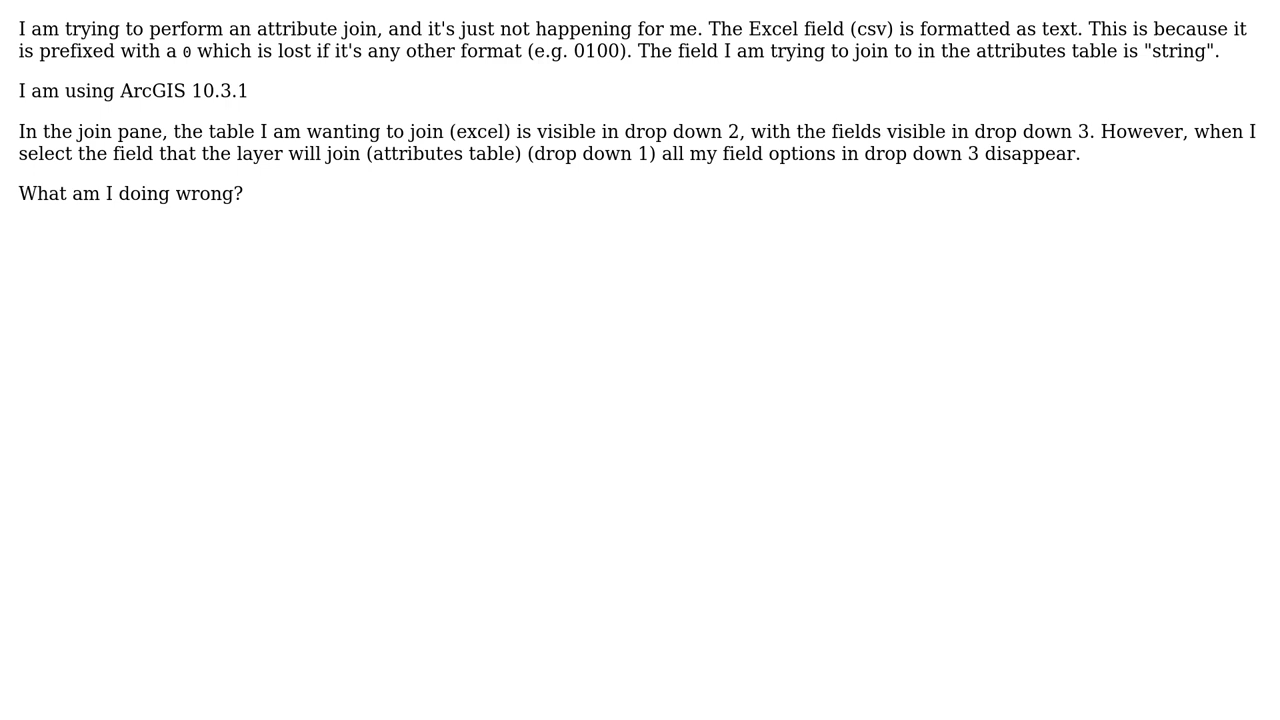 I am trying to perform an attribute join, and it's just not happening for me. The Excel field (csv) is formatted as text. This is because it
is prefixed with a 0 which is lost if it's any other format (e.g. 0100). The field I am trying to join to in the attributes table is "string".
I am using ArcGIS 10.3.1
In the join pane, the table I am wanting to join (excel) is visible in drop down 2, with the fields visible in drop down 3. However, when I
select the field that the layer will join (attributes table) (drop down 1) all my field options in drop down 3 disappear.
What am I doing wrong?